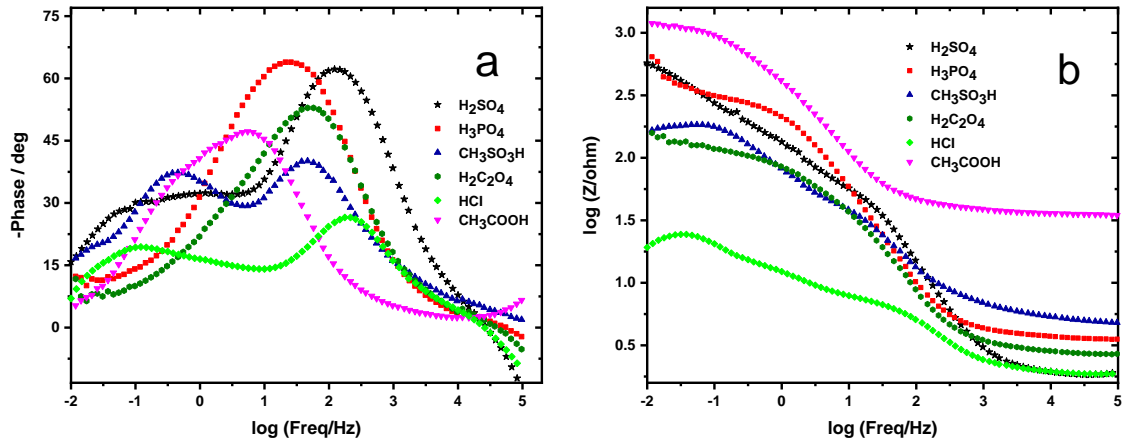 75
60
45
30
15
0
-Phase / deg
-2 -1 0 1 2 3 4 5
log (Freq/Hz)
a
H₂SO₄
H₃PO₄
CH₃SO₃H
H₂C₂O₄
HCl
CH₃COOH
3.0
2.5
2.0
1.5
1.0
0.5
log (Z/ohm)
-2 -1 0 1 2 3 4 5
log (Freq/Hz)
b
H₂SO₄
H₃PO₄
CH₃SO₃H
H₂C₂O₄
HCl
CH₃COOH